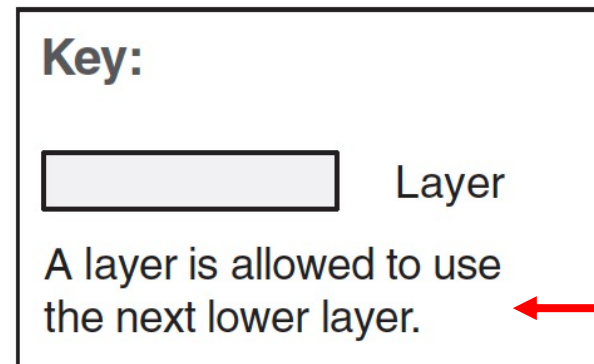 Key:
Layer
A layer is allowed to use
the next lower layer.